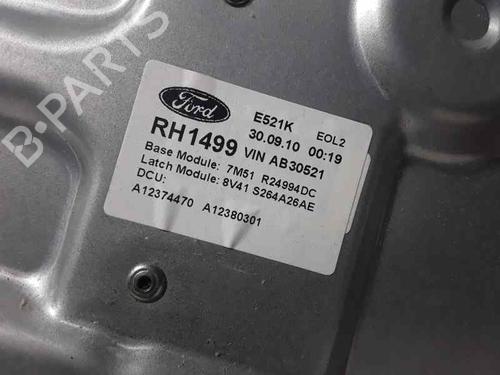 B-PARTS
Ford
E521K EOL2
30.09.10 00:19
RH1499 VIN AB30521
Base Module: 7M51 R24994DC
Latch Module: 8V41 S264A26AE
DCU:
A12374470 A12380301